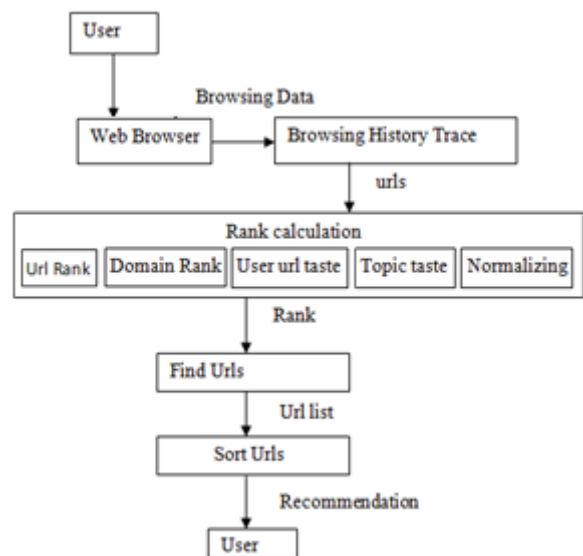 User
Browsing Data
Web Browser
Browsing History Trace
urls
Rank calculation
Url Rank
Domain Rank
User url taste
Topic taste
Normalizing
Rank
Find Urls
Url list
Sort Urls
Recommendation
User